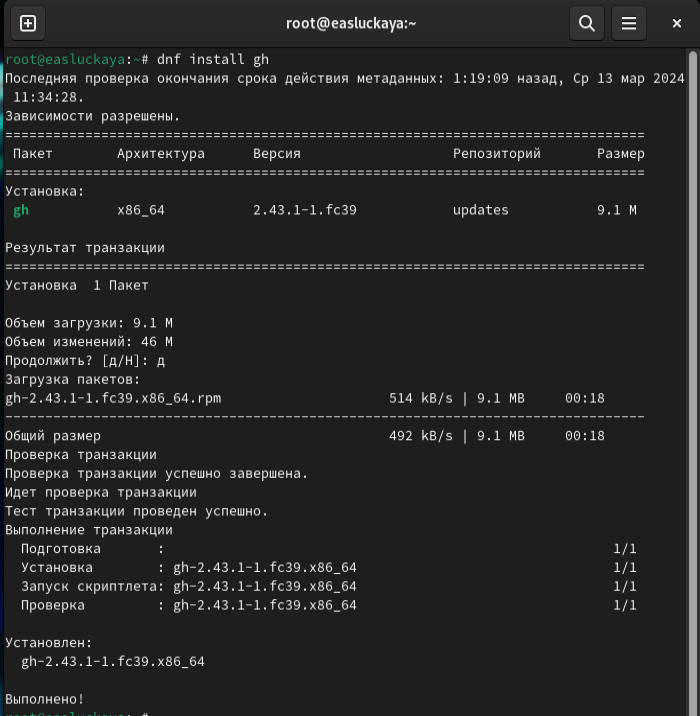 root@easluckaya:~
root@easluckaya:~# dnf install gh
Последняя проверка окончания срока действия метаданных: 1:19:09 назад, Ср 13 мар 2024
 11:34:28.
Зависимости разрешены.
================================================================================
 Пакет        Архитектура      Версия                   Репозиторий       Размер
================================================================================
Установка:
 gh           x86_64           2.43.1-1.fc39            updates           9.1 M

Результат транзакции
================================================================================
Установка  1 Пакет

Объем загрузки: 9.1 M
Объем изменений: 46 M
Продолжить? [д/Н]: д
Загрузка пакетов:
gh-2.43.1-1.fc39.x86_64.rpm                     514 kB/s | 9.1 MB     00:18
--------------------------------------------------------------------------------
Общий размер                                    492 kB/s | 9.1 MB     00:18
Проверка транзакции
Проверка транзакции успешно завершена.
Идет проверка транзакции
Тест транзакции проведен успешно.
Выполнение транзакции
  Подготовка       :                                                        1/1
  Установка        : gh-2.43.1-1.fc39.x86_64                                1/1
  Запуск скриптлета: gh-2.43.1-1.fc39.x86_64                                1/1
  Проверка         : gh-2.43.1-1.fc39.x86_64                                1/1

Установлен:
  gh-2.43.1-1.fc39.x86_64

Выполнено!
root@easluckaya:~#